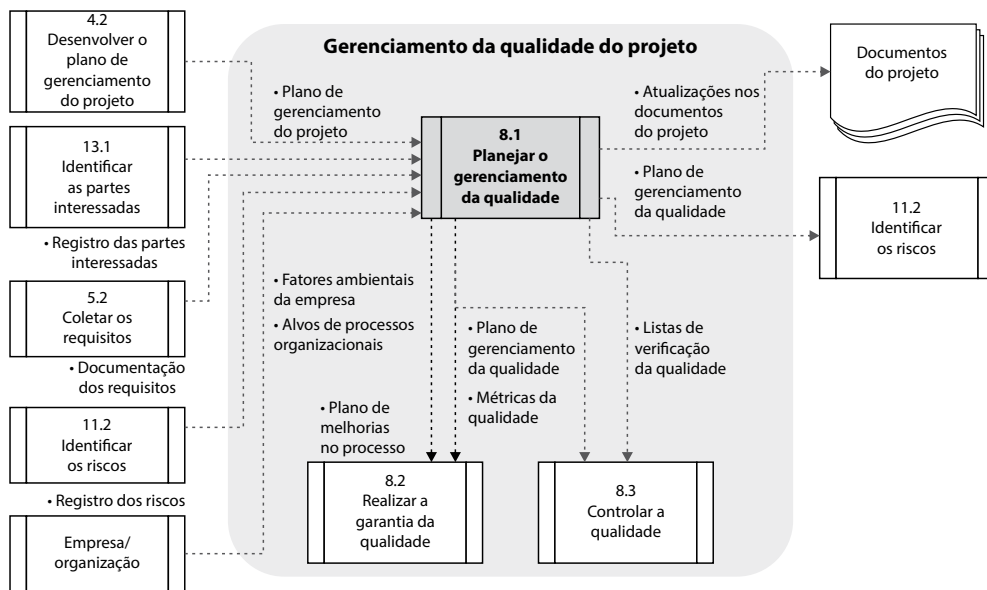 Gerenciamento da qualidade do projeto
4.2
Desenvolver o
plano de
gerenciamento
do projeto
13.1
Identificar
as partes
interessadas
• Registro das partes
interessadas
5.2
Coletar os
requisitos
• Documentação
dos requisitos
11.2
Identificar
os riscos
• Registro dos riscos
Empresa/
organização
• Plano de
gerenciamento
do projeto
8.1
Planejar o
gerenciamento
da qualidade
• Fatores ambientais
da empresa
• Alvos de processos
organizacionais
• Plano de
melhorias
no processo
• Plano de
gerenciamento
da qualidade
• Métricas da
qualidade
• Listas de
verificação
da qualidade
8.2
Realizar a
garantia da
qualidade
8.3
Controlar a
qualidade
• Atualizações nos
documentos
do projeto
• Plano de
gerenciamento
da qualidade
Documentos
do projeto
11.2
Identificar
os riscos